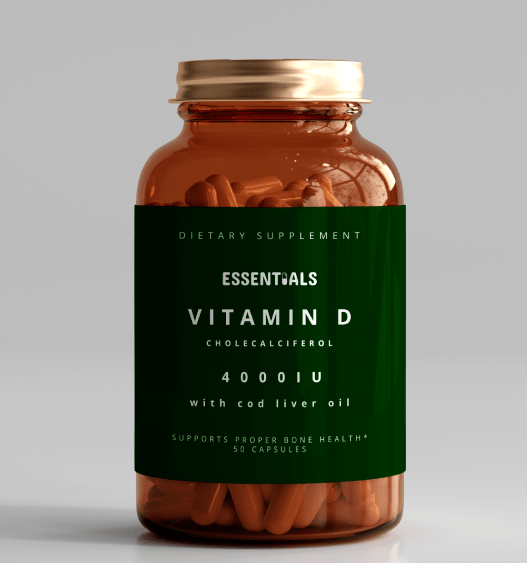 DIETARY SUPPLEMENT
ESSENTIALS
VITAMIN D
CHOLECALCIFEROL
4000IU
with cod liver oil
SUPPORTS PROPER BONE HEALTH*
50 CAPSULES